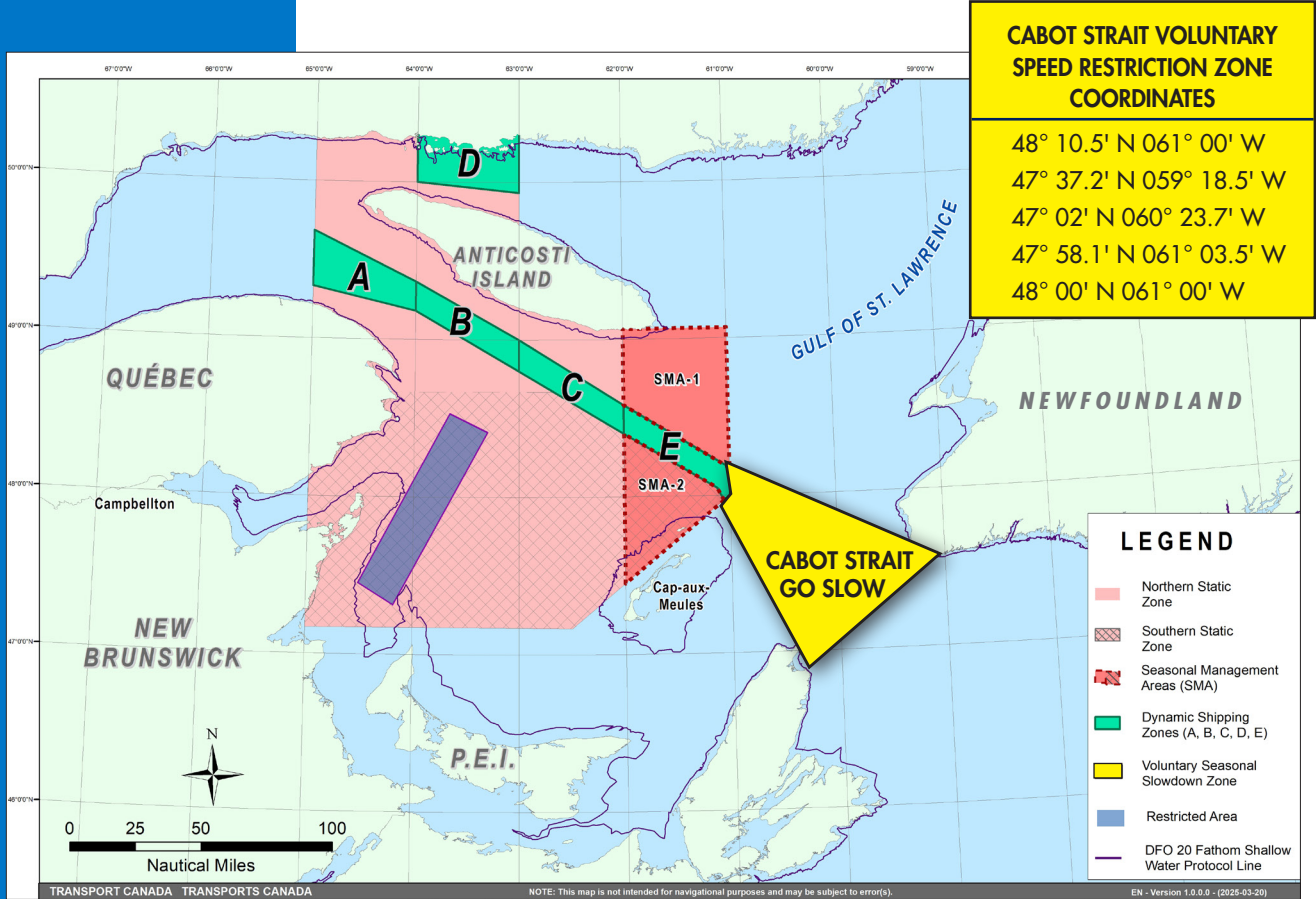 CABOT STRAIT VOLUNTARY
SPEED RESTRICTION ZONE
COORDINATES
48° 10.5' N 061° 00' W
47° 37.2' N 059° 18.5' W
47° 02' N 060° 23.7' W
47° 58.1' N 061° 03.5' W
48° 00' N 061° 00' W
67°0'0"W
66°0'0"W
65°0'0"W
64°0'0"W
63°0'0"W
62°0'0"W
61°0'0"W
60°0'0"W
59°0'0"W
50°0'0"N
49°0'0"N
48°0'0"N
47°0'0"N
46°0'0"N
D
ANTICOSTI
ISLAND
A
B
C
E
GULF OF ST. LAWRENCE
QUÉBEC
SMA-1
NEWFOUNDLAND
SMA-2
Campbellton
CABOT STRAIT
GO SLOW
Cap-aux-
Meules
NEW
BRUNSWICK
P.E.I.
N
0 25 50 100
Nautical Miles
LEGEND
Northern Static
Zone
Southern Static
Zone
Seasonal Management
Areas (SMA)
Dynamic Shipping
Zones (A, B, C, D, E)
Voluntary Seasonal
Slowdown Zone
Restricted Area
DFO 20 Fathom Shallow
Water Protocol Line
TRANSPORT CANADA TRANSPORTS CANADA
NOTE: This map is not intended for navigational purposes and may be subject to error(s).
EN - Version 1.0.0.0 - (2025-03-20)